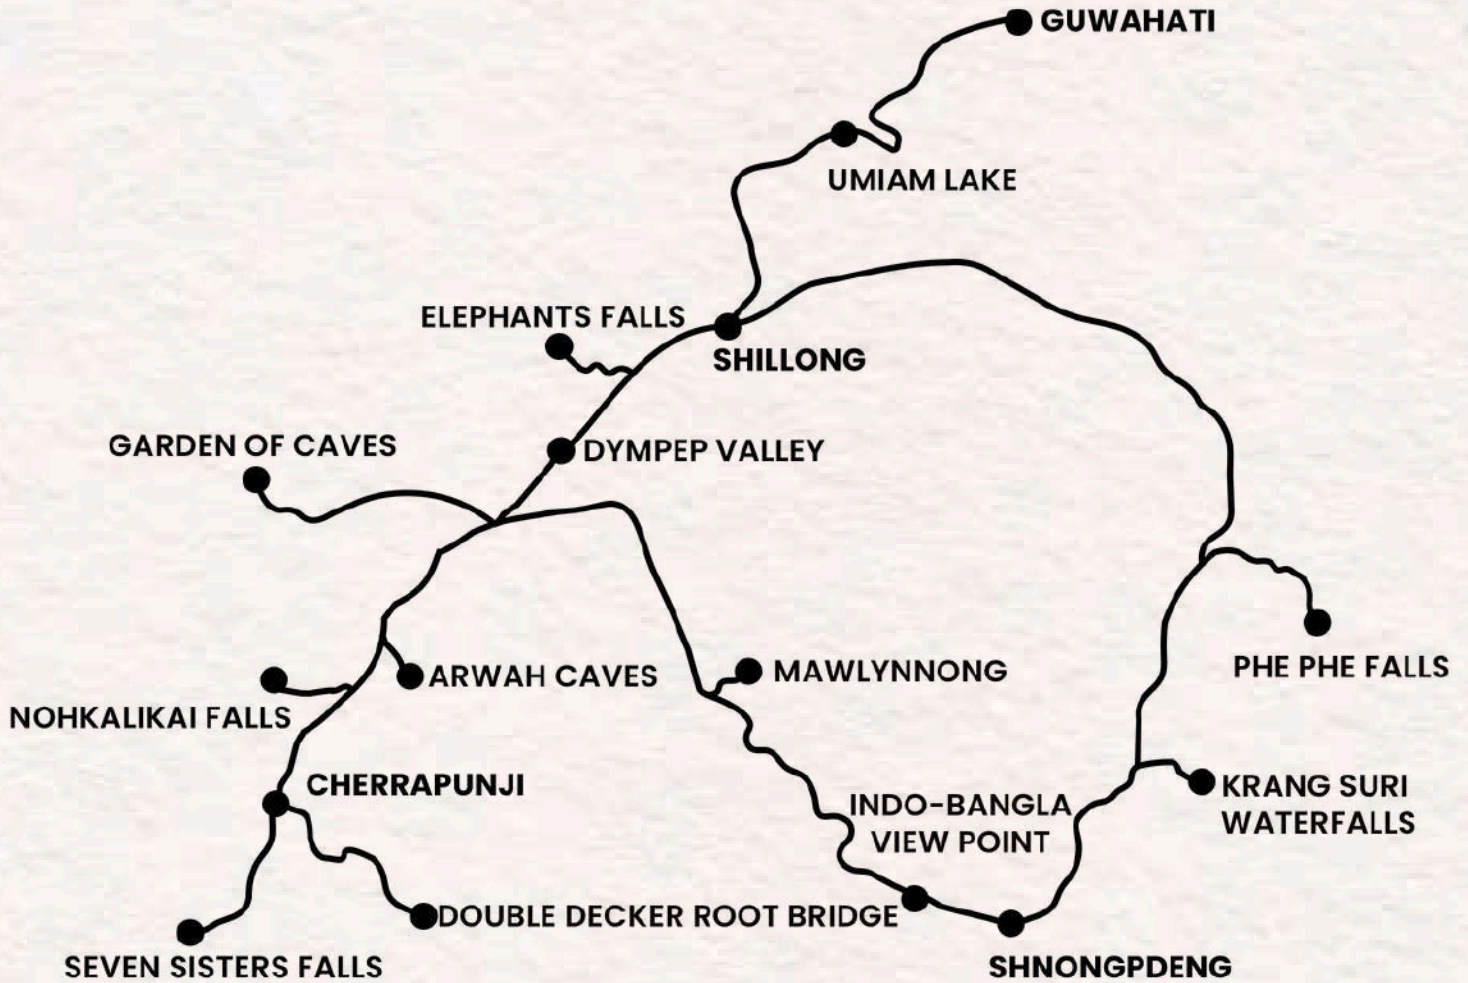 GUWAHATI
UMIAM LAKE
ELEPHANTS FALLS
SHILLONG
GARDEN OF CAVES
DYMPEP VALLEY
ARWAH CAVES
MAWLYNNONG
PHE PHE FALLS
NOHKALIKAI FALLS
CHERRAPUNJI
INDO-BANGLA
VIEW POINT
KRANG SURI
WATERFALLS
DOUBLE DECKER ROOT BRIDGE
SEVEN SISTERS FALLS
SHNONGPDENG